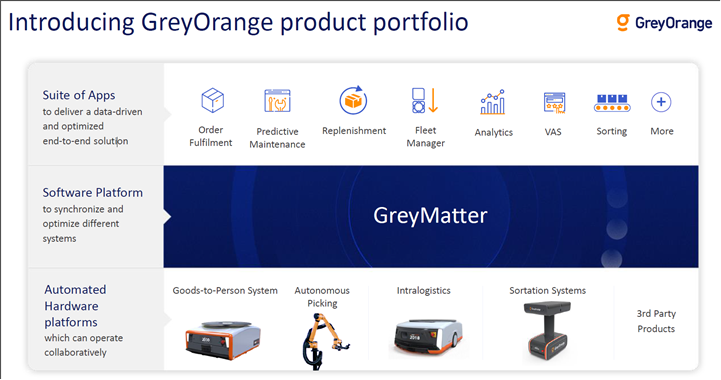 Introducing GreyOrange product portfolio
GreyOrange
Suite of Apps
to deliver a data-driven
and optimized
end-to-end solution
Order
Fulfilment
Predictive
Maintenance
Replenishment
Fleet
Manager
Analytics
VAS
Sorting
More
Software Platform
to synchronize and
optimize different
systems
GreyMatter
Automated
Hardware
platforms
which can operate
collaboratively
Goods-to-Person System
Autonomous
Picking
Intralogistics
Sortation Systems
3rd Party
Products